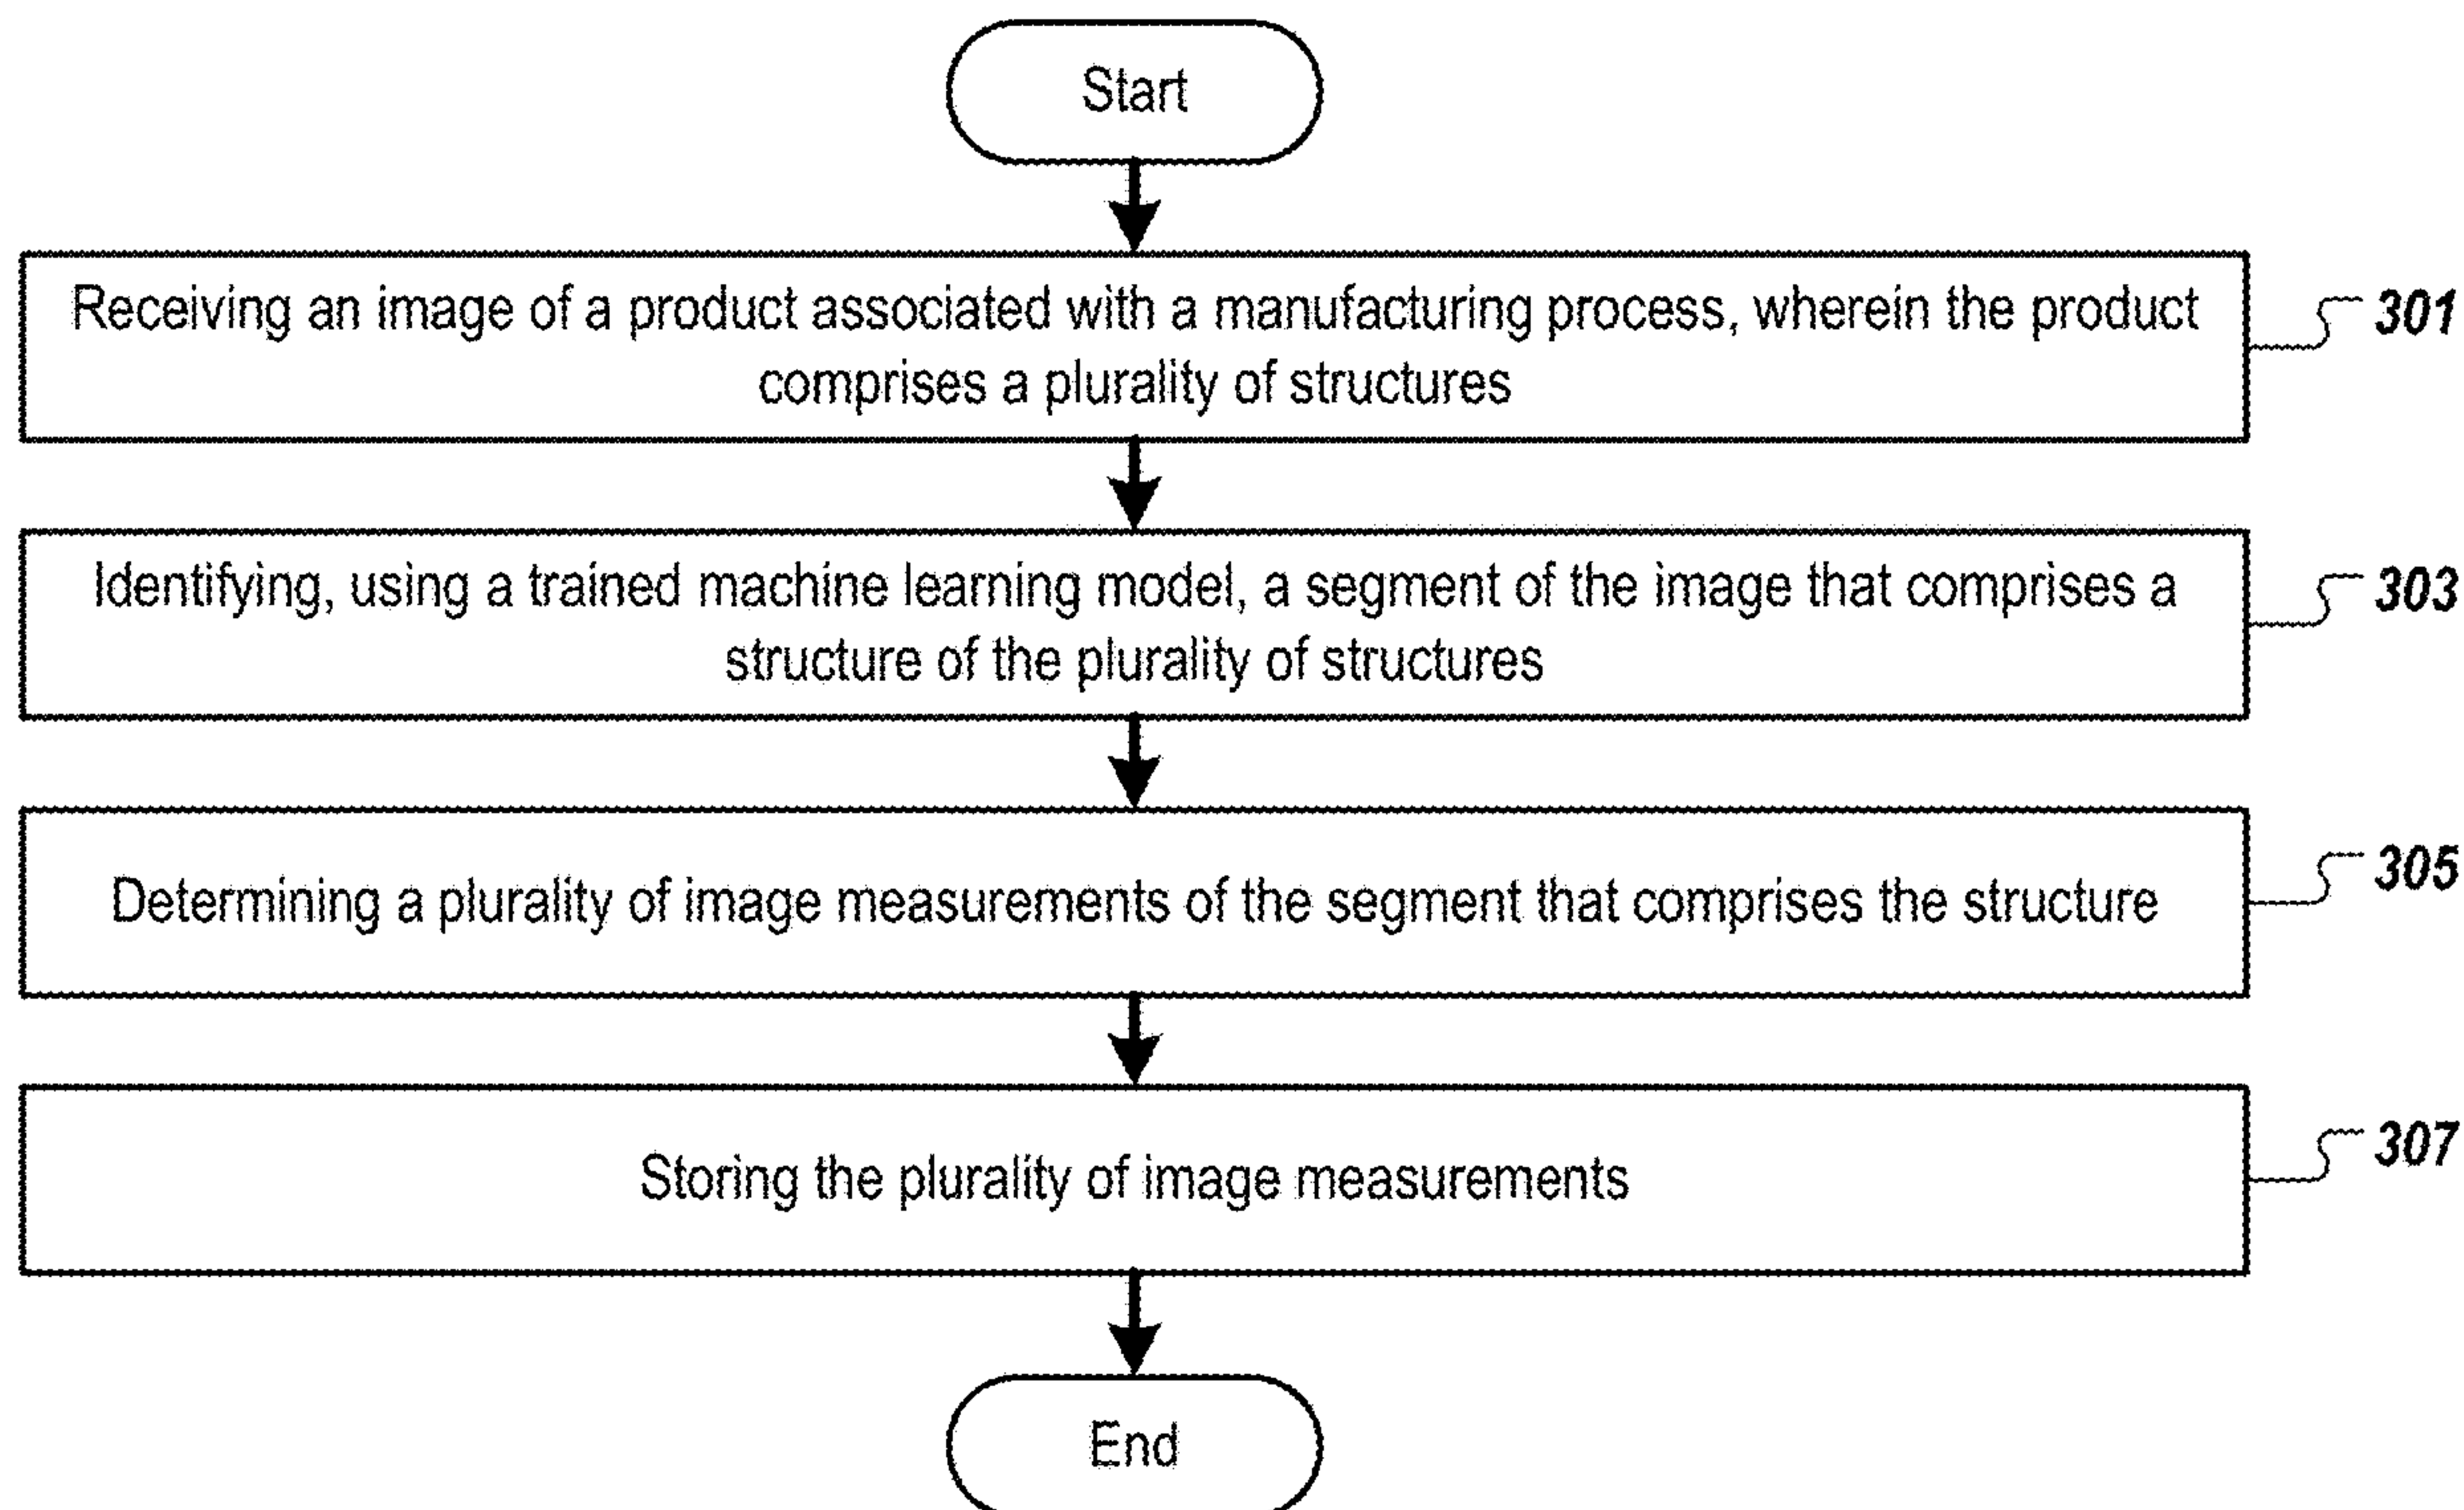 Start
Receiving an image of a product associated with a manufacturing process, wherein the product
comprises a plurality of structures
301
Identifying, using a trained machine learning model, a segment of the image that comprises a
structure of the plurality of structures
303
Determining a plurality of image measurements of the segment that comprises the structure
305
Storing the plurality of image measurements
307
End